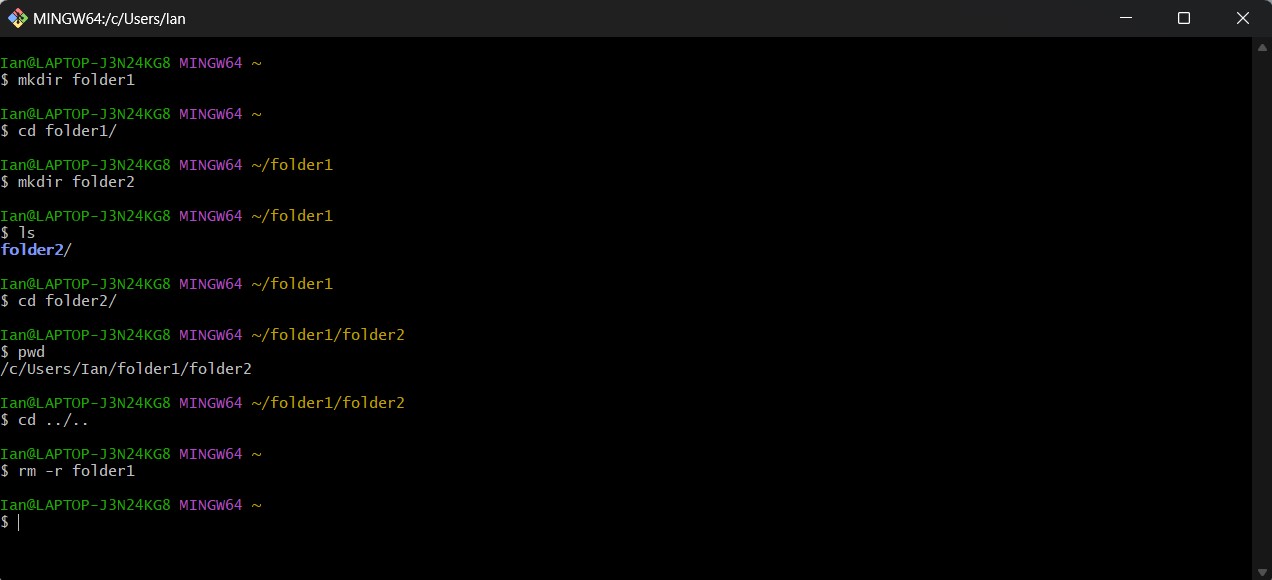 MINGW64:/c/Users/Ian
Ian@LAPTOP-J3N24KG8 MINGW64 ~
$ mkdir folder1
Ian@LAPTOP-J3N24KG8 MINGW64 ~
$ cd folder1/
Ian@LAPTOP-J3N24KG8 MINGW64 ~/folder1
$ mkdir folder2
Ian@LAPTOP-J3N24KG8 MINGW64 ~/folder1
$ ls
folder2/
Ian@LAPTOP-J3N24KG8 MINGW64 ~/folder1
$ cd folder2/
Ian@LAPTOP-J3N24KG8 MINGW64 ~/folder1/folder2
$ pwd
/c/Users/Ian/folder1/folder2
Ian@LAPTOP-J3N24KG8 MINGW64 ~/folder1/folder2
$ cd ../..
Ian@LAPTOP-J3N24KG8 MINGW64 ~
$ rm -r folder1
Ian@LAPTOP-J3N24KG8 MINGW64 ~
$